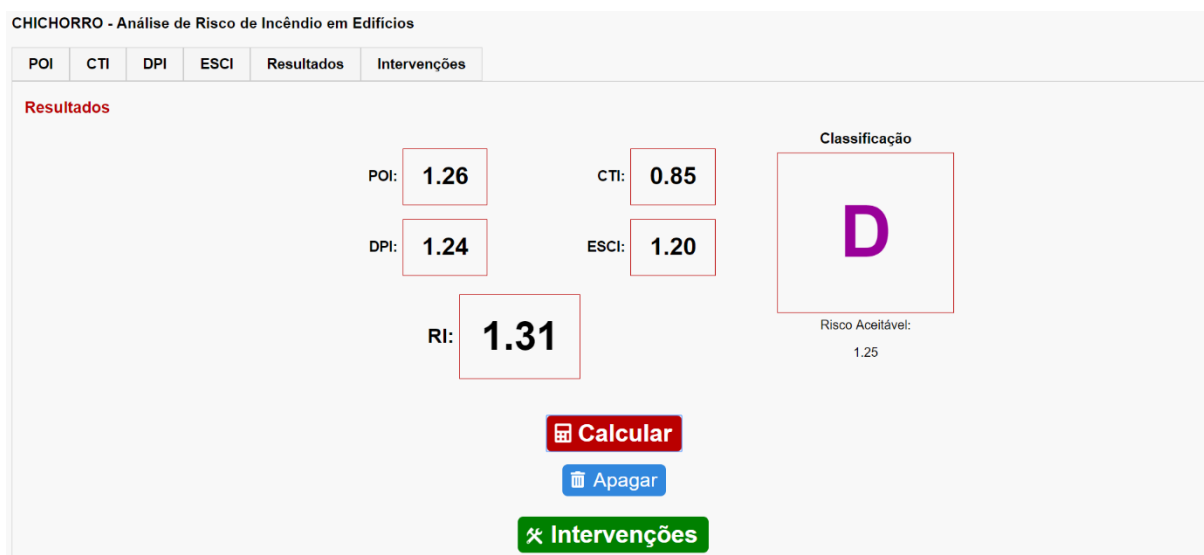 CHICHORRO - Análise de Risco de Incêndio em Edifícios
POI CTI DPI ESCI Resultados Intervenções
Resultados
Classificação
POI: 1.26 CTI: 0.85
D
DPI: 1.24 ESCI: 1.20
RI: 1.31
Risco Aceitável:
1.25
Calcular
Apagar
Intervenções